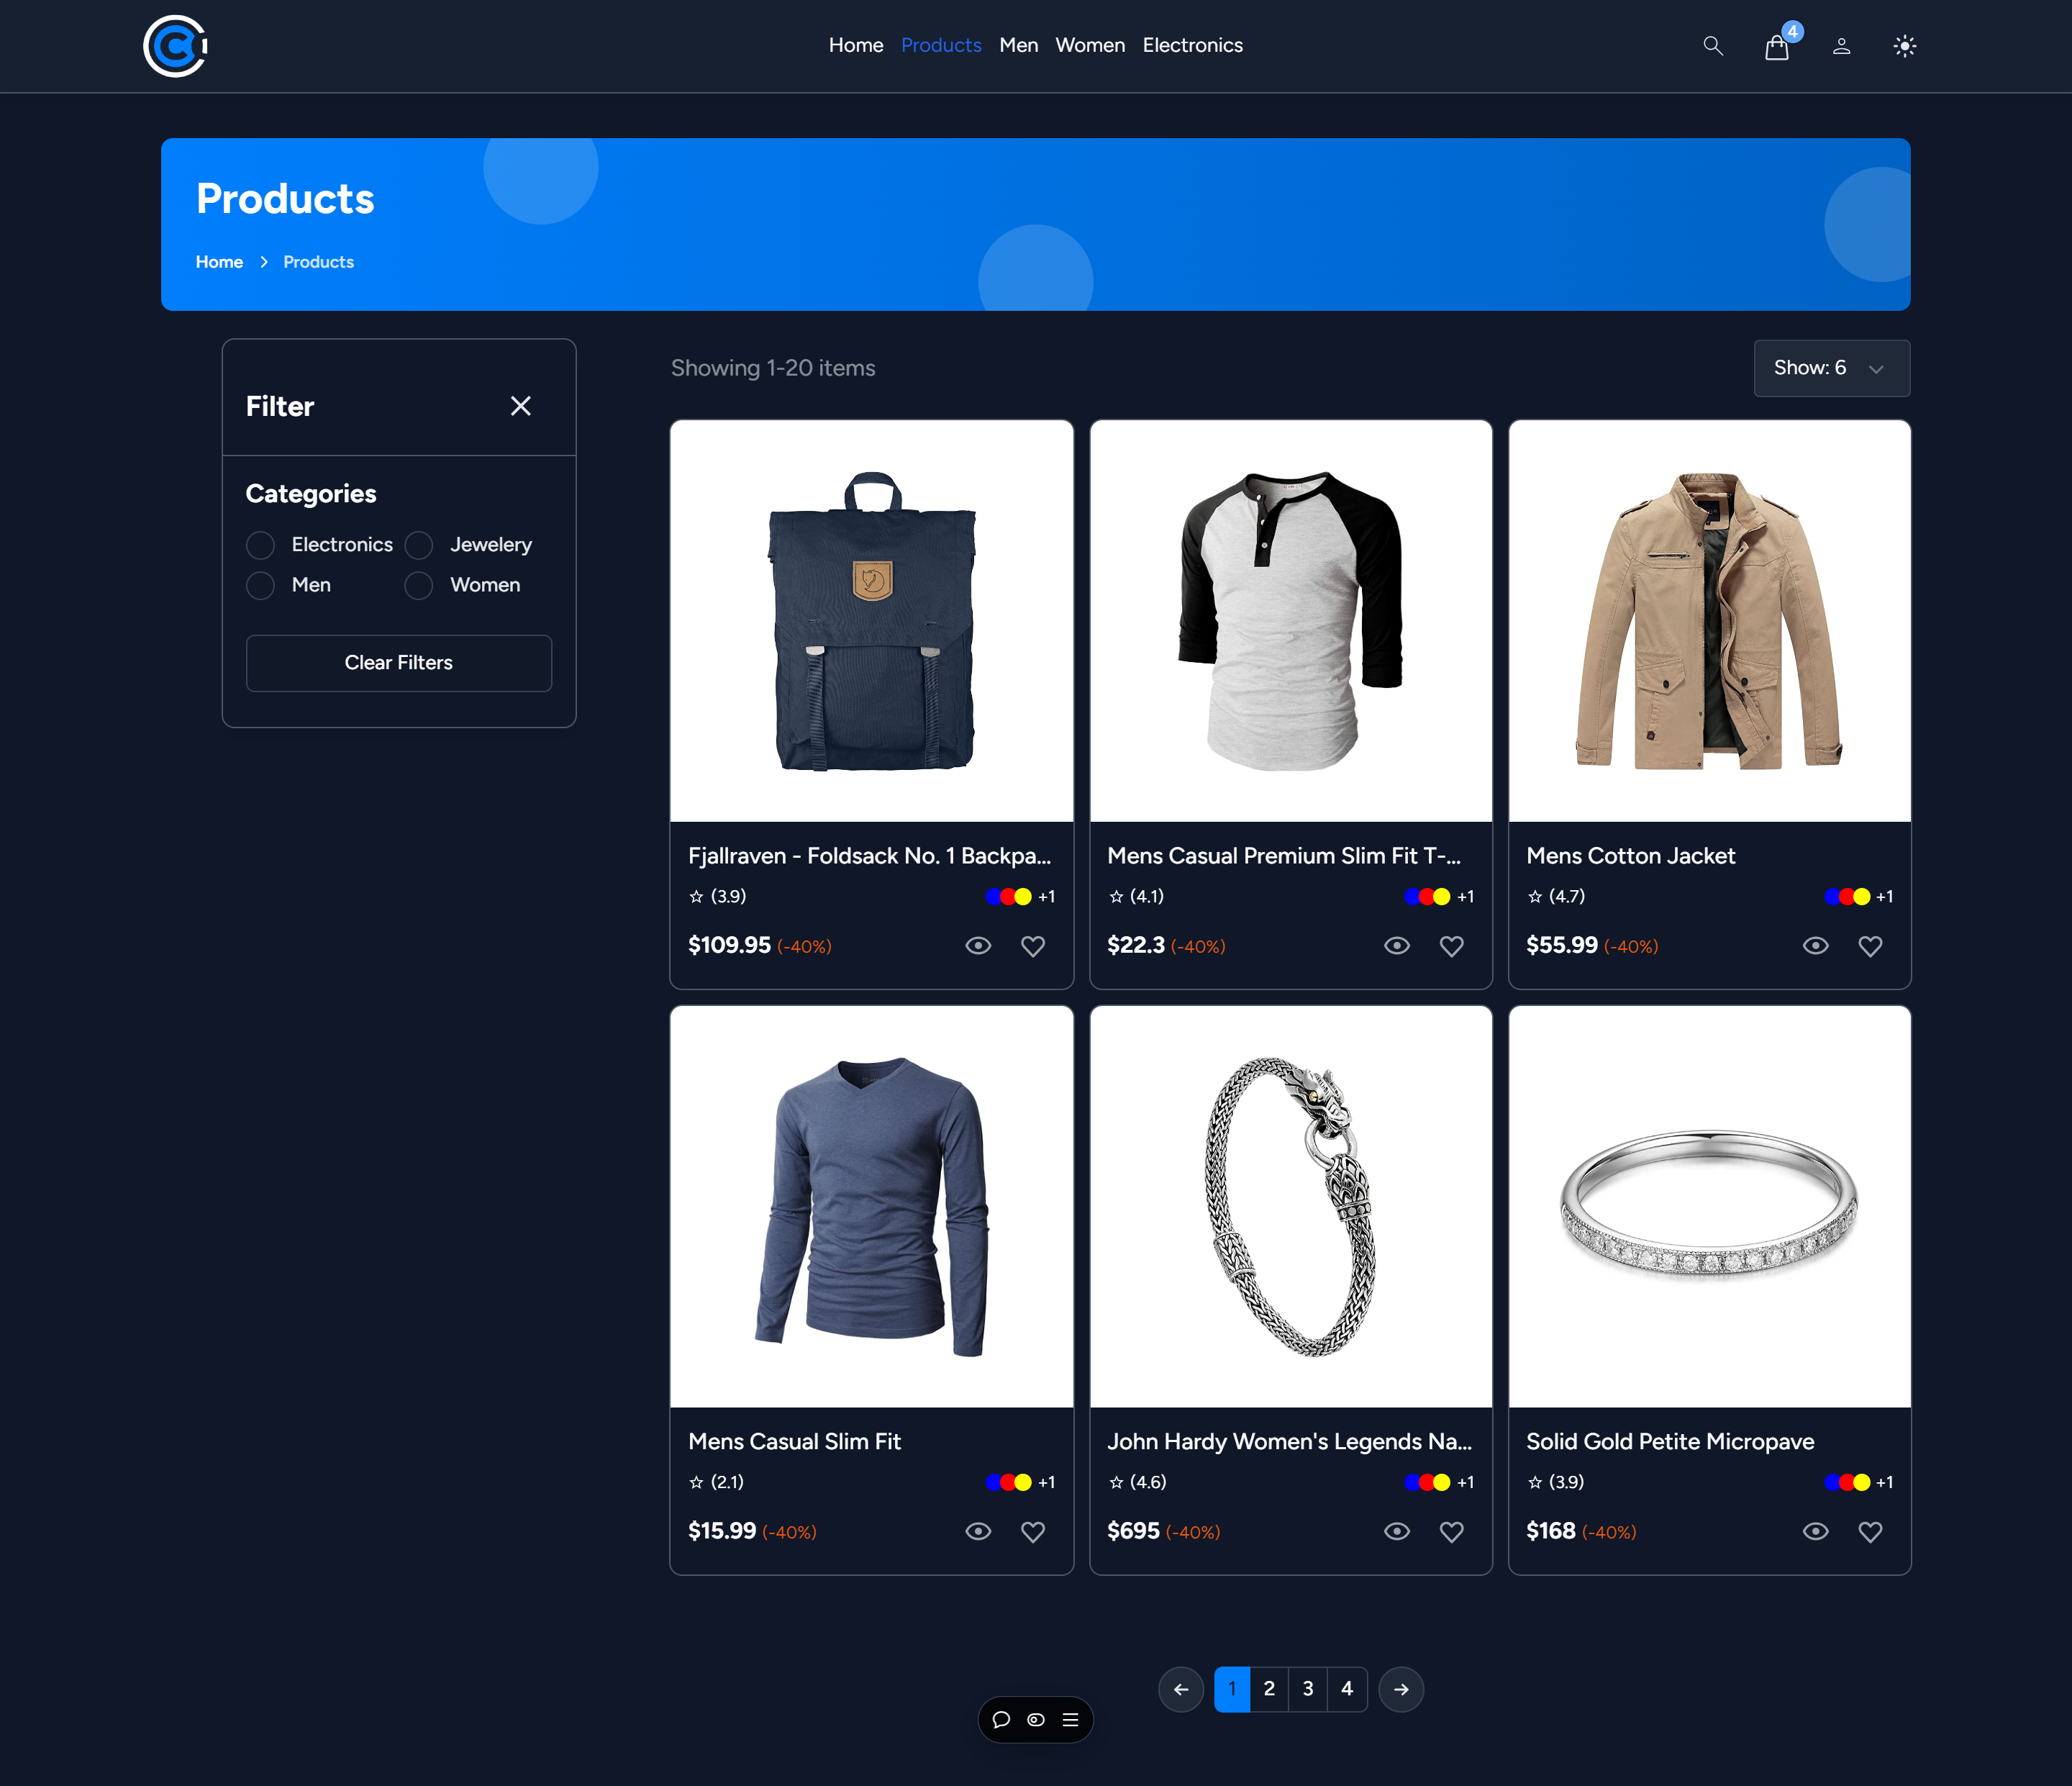 Home Products Men Women Electronics
4
Products
Home > Products
Filter
Categories
Electronics Jewelery
Men Women
Clear Filters
Showing 1-20 items
Show: 6
Fjallraven - Foldsack No. 1 Backpa...
(3.9) +1
$109.95 (-40%)
Mens Casual Premium Slim Fit T-...
(4.1) +1
$22.3 (-40%)
Mens Cotton Jacket
(4.7) +1
$55.99 (-40%)
Mens Casual Slim Fit
(2.1) +1
$15.99 (-40%)
John Hardy Women's Legends Na...
(4.6) +1
$695 (-40%)
Solid Gold Petite Micropave
(3.9) +1
$168 (-40%)
1 2 3 4